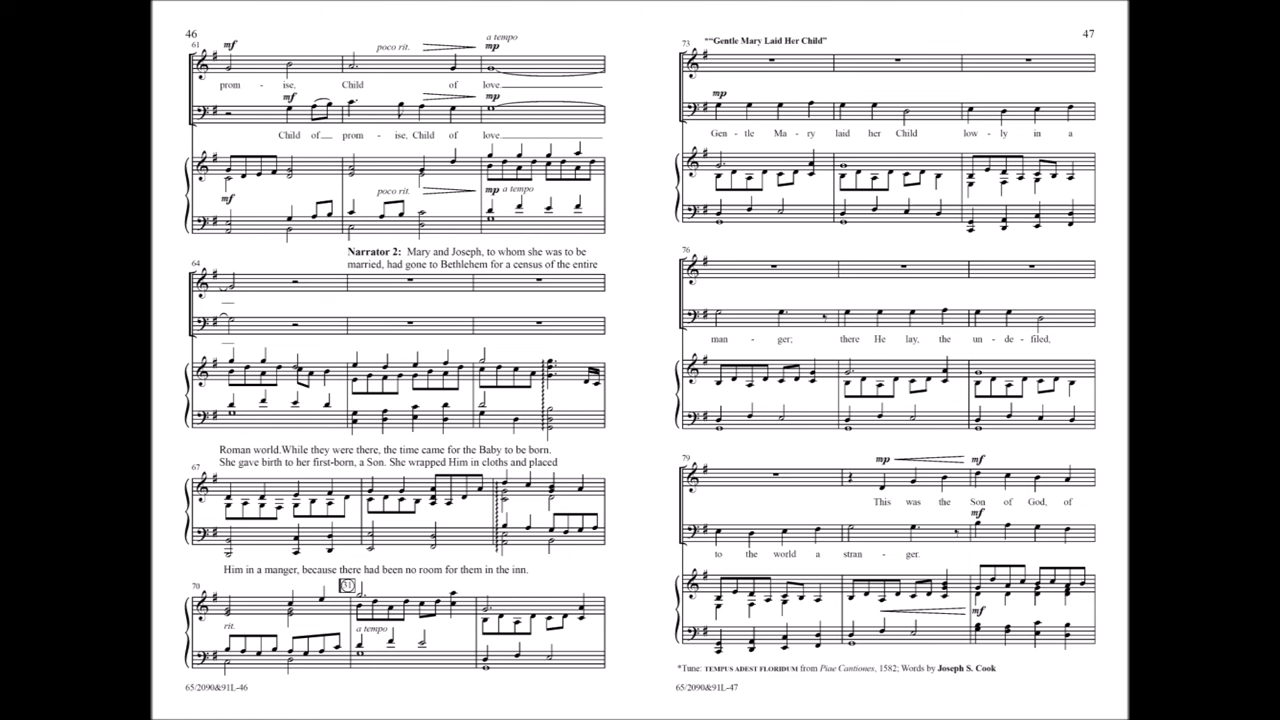 46
61
mf
poco rit.
a tempo
mp
prom - ise, Child of love.
mf
mp
Child of prom - ise, Child of love.
mf
poco rit.
mp a tempo
Narrator 2: Mary and Joseph, to whom she was to be
married, had gone to Bethlehem for a census of the entire
64
Roman world.While they were there, the time came for the Baby to be born.
She gave birth to her first-born, a Son. She wrapped Him in cloths and placed
67
Him in a manger, because there had been no room for them in the inn.
70
rit.
a tempo
65/2090&91L-46
47
73
""Gentle Mary Laid Her Child"
mp
Gen - tle Ma - ry laid her Child low - ly in a
76
man - ger; there He lay, the un - de - filed,
79
mp
mf
This was the Son of God, of
mf
to the world a stran - ger.
mf
*Tune: TEMPUS ADEST FLORIDUM from Piae Cantiones, 1582; Words by Joseph S. Cook
65/2090&91L-47